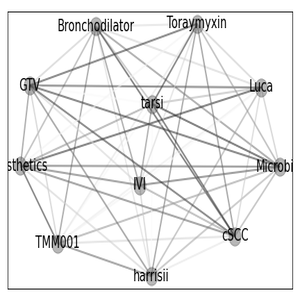 Bronchodilator
Toraymyxin
GTV
Luca
tarsi
sthetics
Microbi
IVI
TMM001
cSCC
harrisii